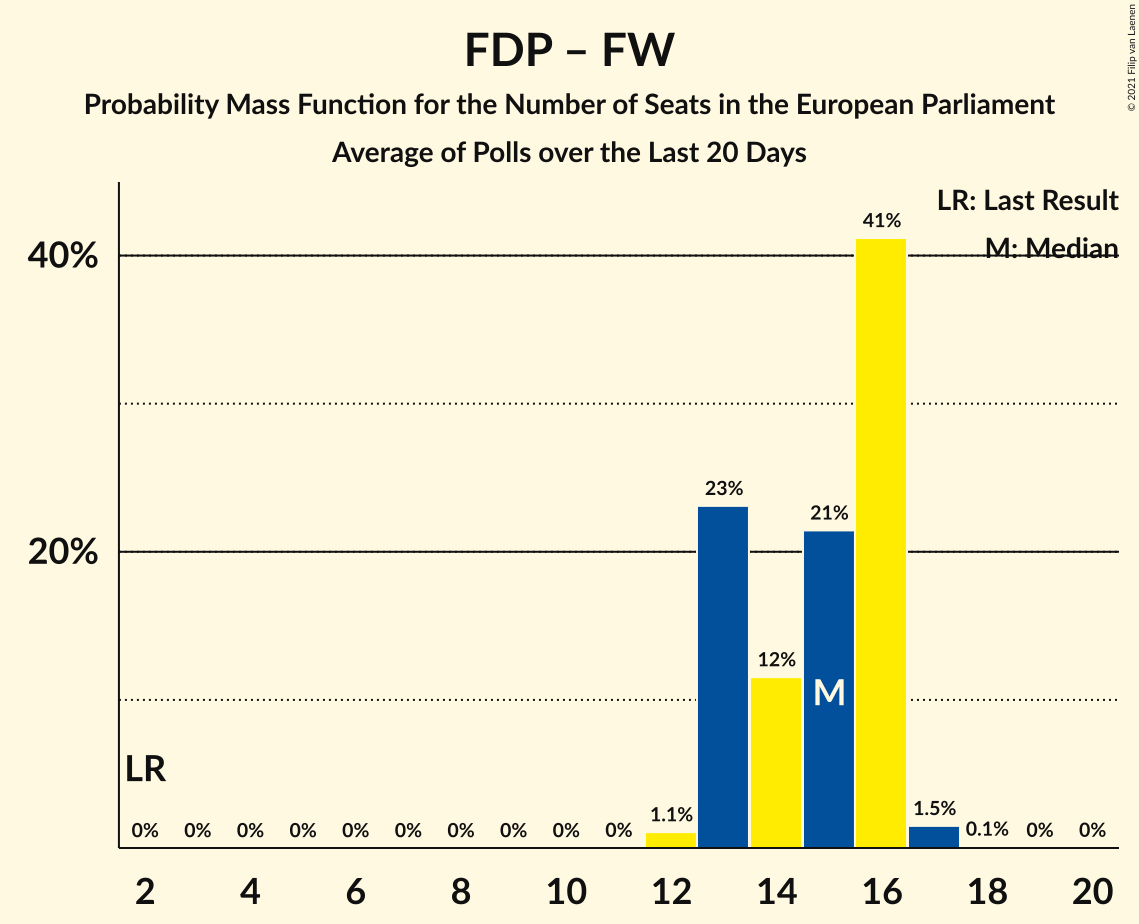 FDP – FW
Probability Mass Function for the Number of Seats in the European Parliament
Average of Polls over the Last 20 Days
© 2021 Filip van Laenen
LR: Last Result
M: Median
40%
20%
41%
23%
21%
12%
M
LR
0% 0% 0% 0% 0% 0% 0% 0% 0% 0% 1.1% 1.5% 0.1% 0% 0%
2 4 6 8 10 12 14 16 18 20